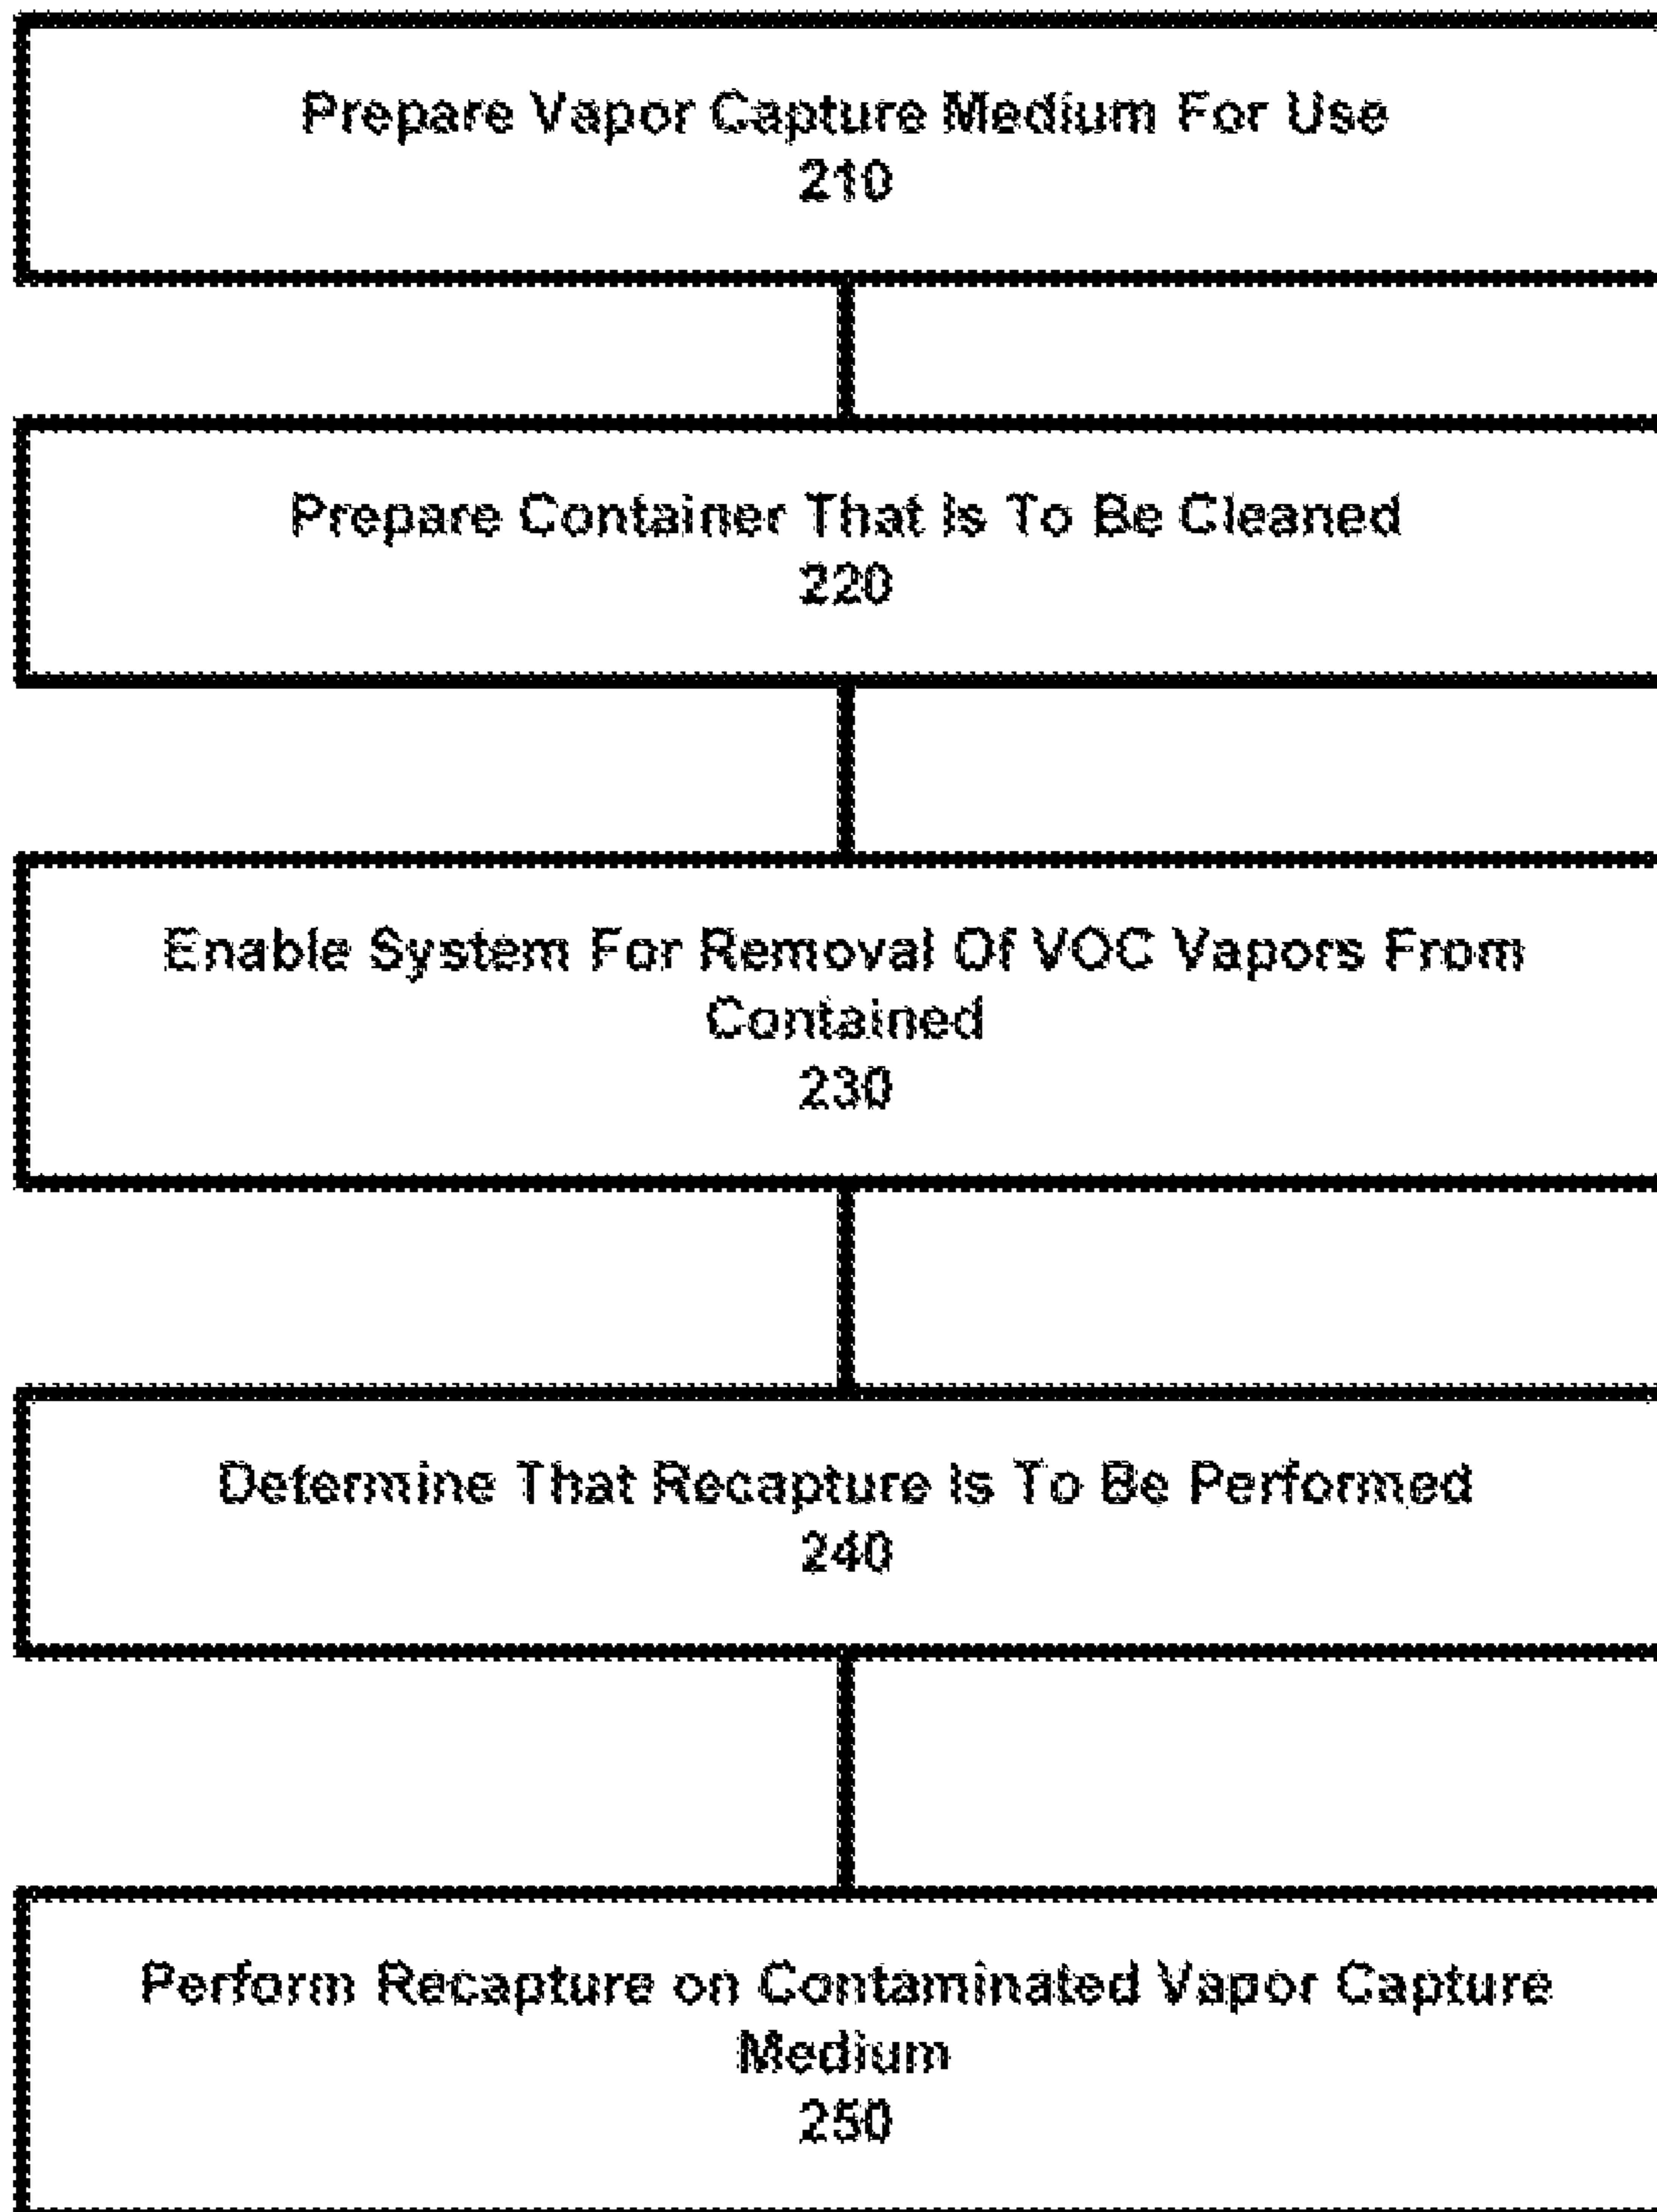 Prepare Vapor Capture Medium For Use
210
Prepare Container That Is To Be Cleaned
220
Enable System For Removal Of VOC Vapors From
Contained
230
Determine That Recapture Is To Be Performed
240
Perform Recapture on Contaminated Vapor Capture
Medium
250